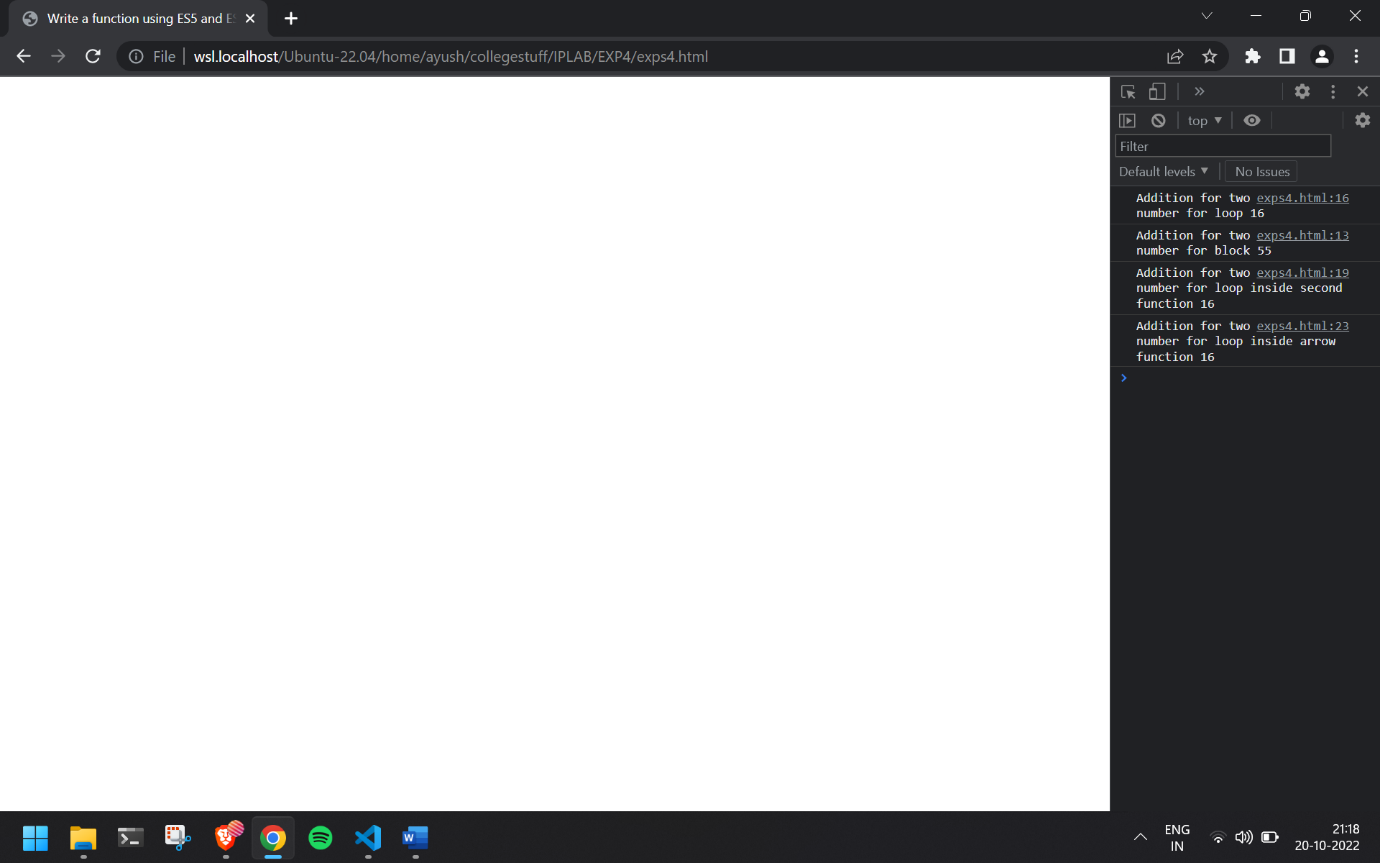 Write a function using ES5 and ES
File wsl.localhost/Ubuntu-22.04/home/ayush/collegestuff/IPLAB/EXP4/exps4.html
top
Filter
Default levels No Issues
Addition for two exps4.html:16
number for loop 16
Addition for two exps4.html:13
number for block 55
Addition for two exps4.html:19
number for loop inside second
function 16
Addition for two exps4.html:23
number for loop inside arrow
function 16
W
ENG
IN
21:18
20-10-2022